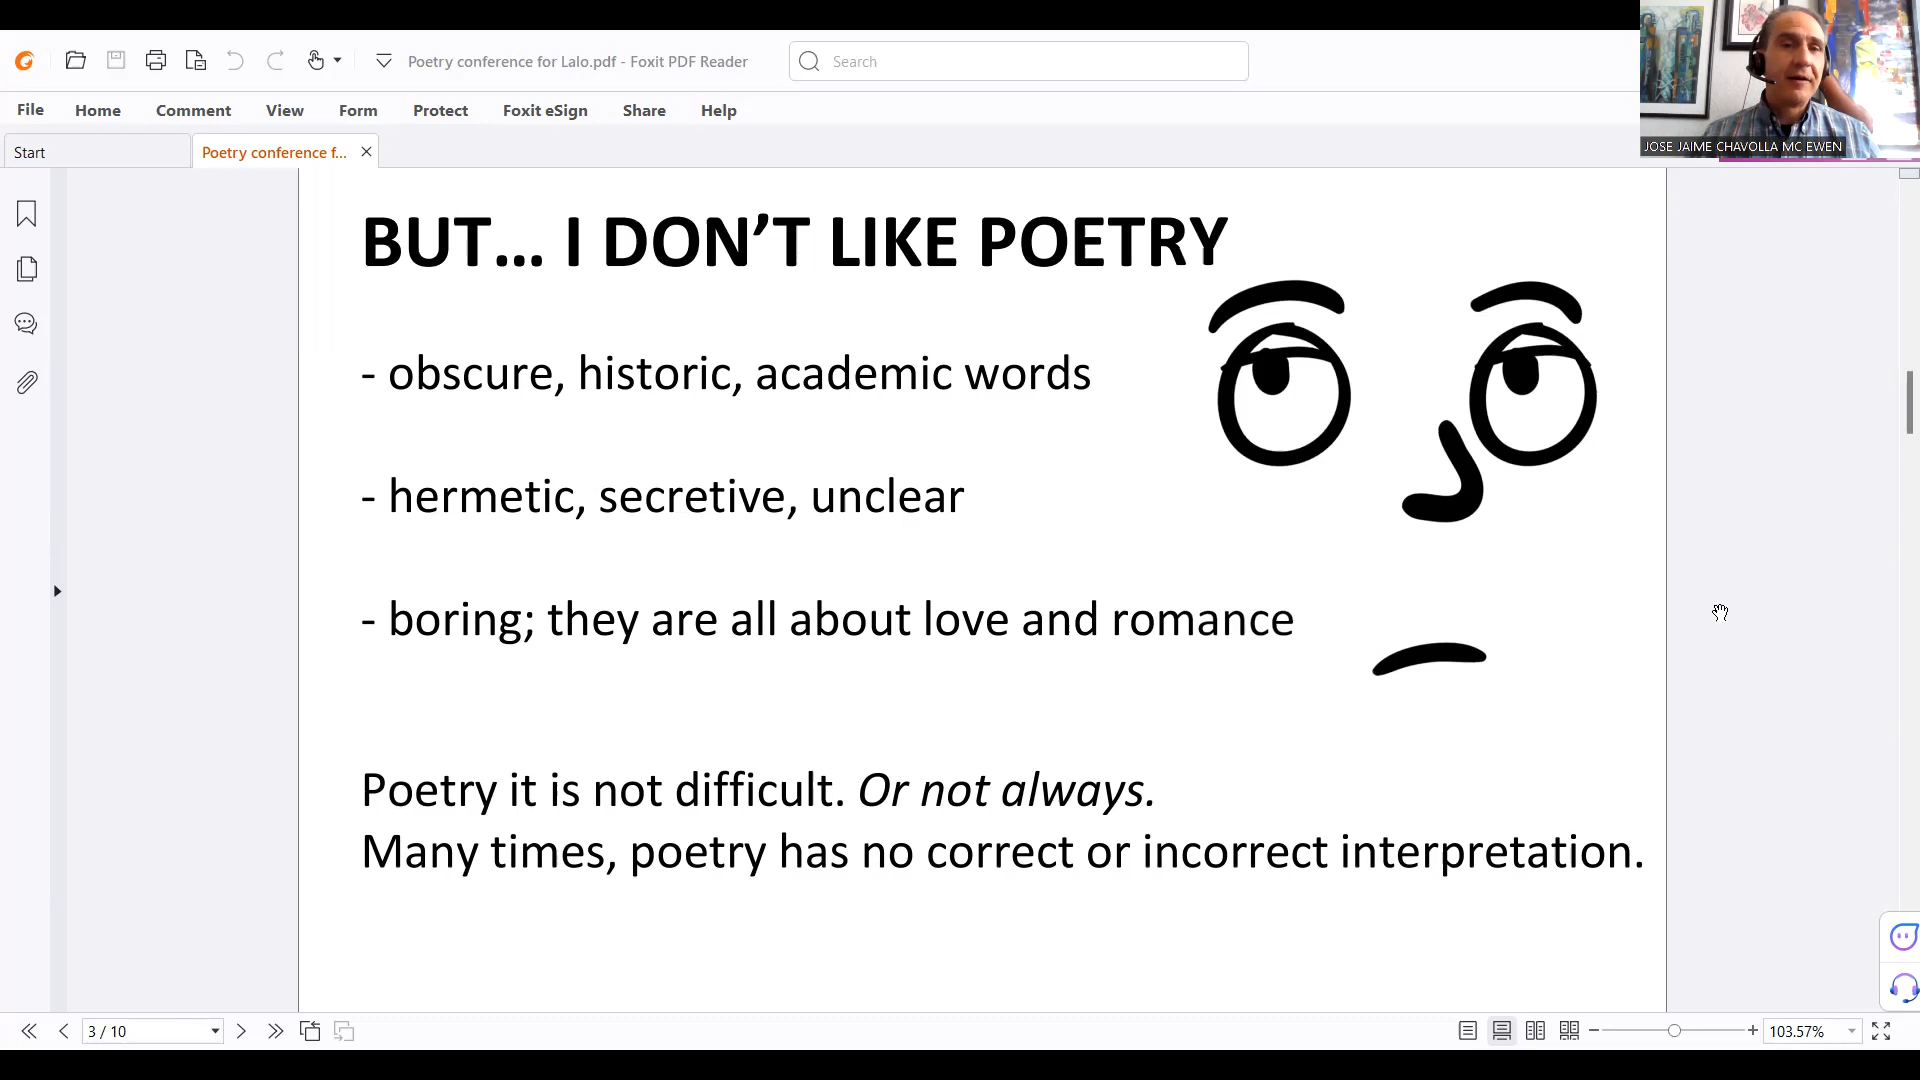 Poetry conference for Lalo.pdf - Foxit PDF Reader
Search
File Home Comment View Form Protect Foxit eSign Share Help
Start
Poetry conference f...
JOSE JAIME CHAVOLLA MC EWEN
BUT... I DON’T LIKE POETRY
- obscure, historic, academic words
- hermetic, secretive, unclear
- boring; they are all about love and romance
Poetry it is not difficult. Or not always.
Many times, poetry has no correct or incorrect interpretation.
3 / 10
103.57%